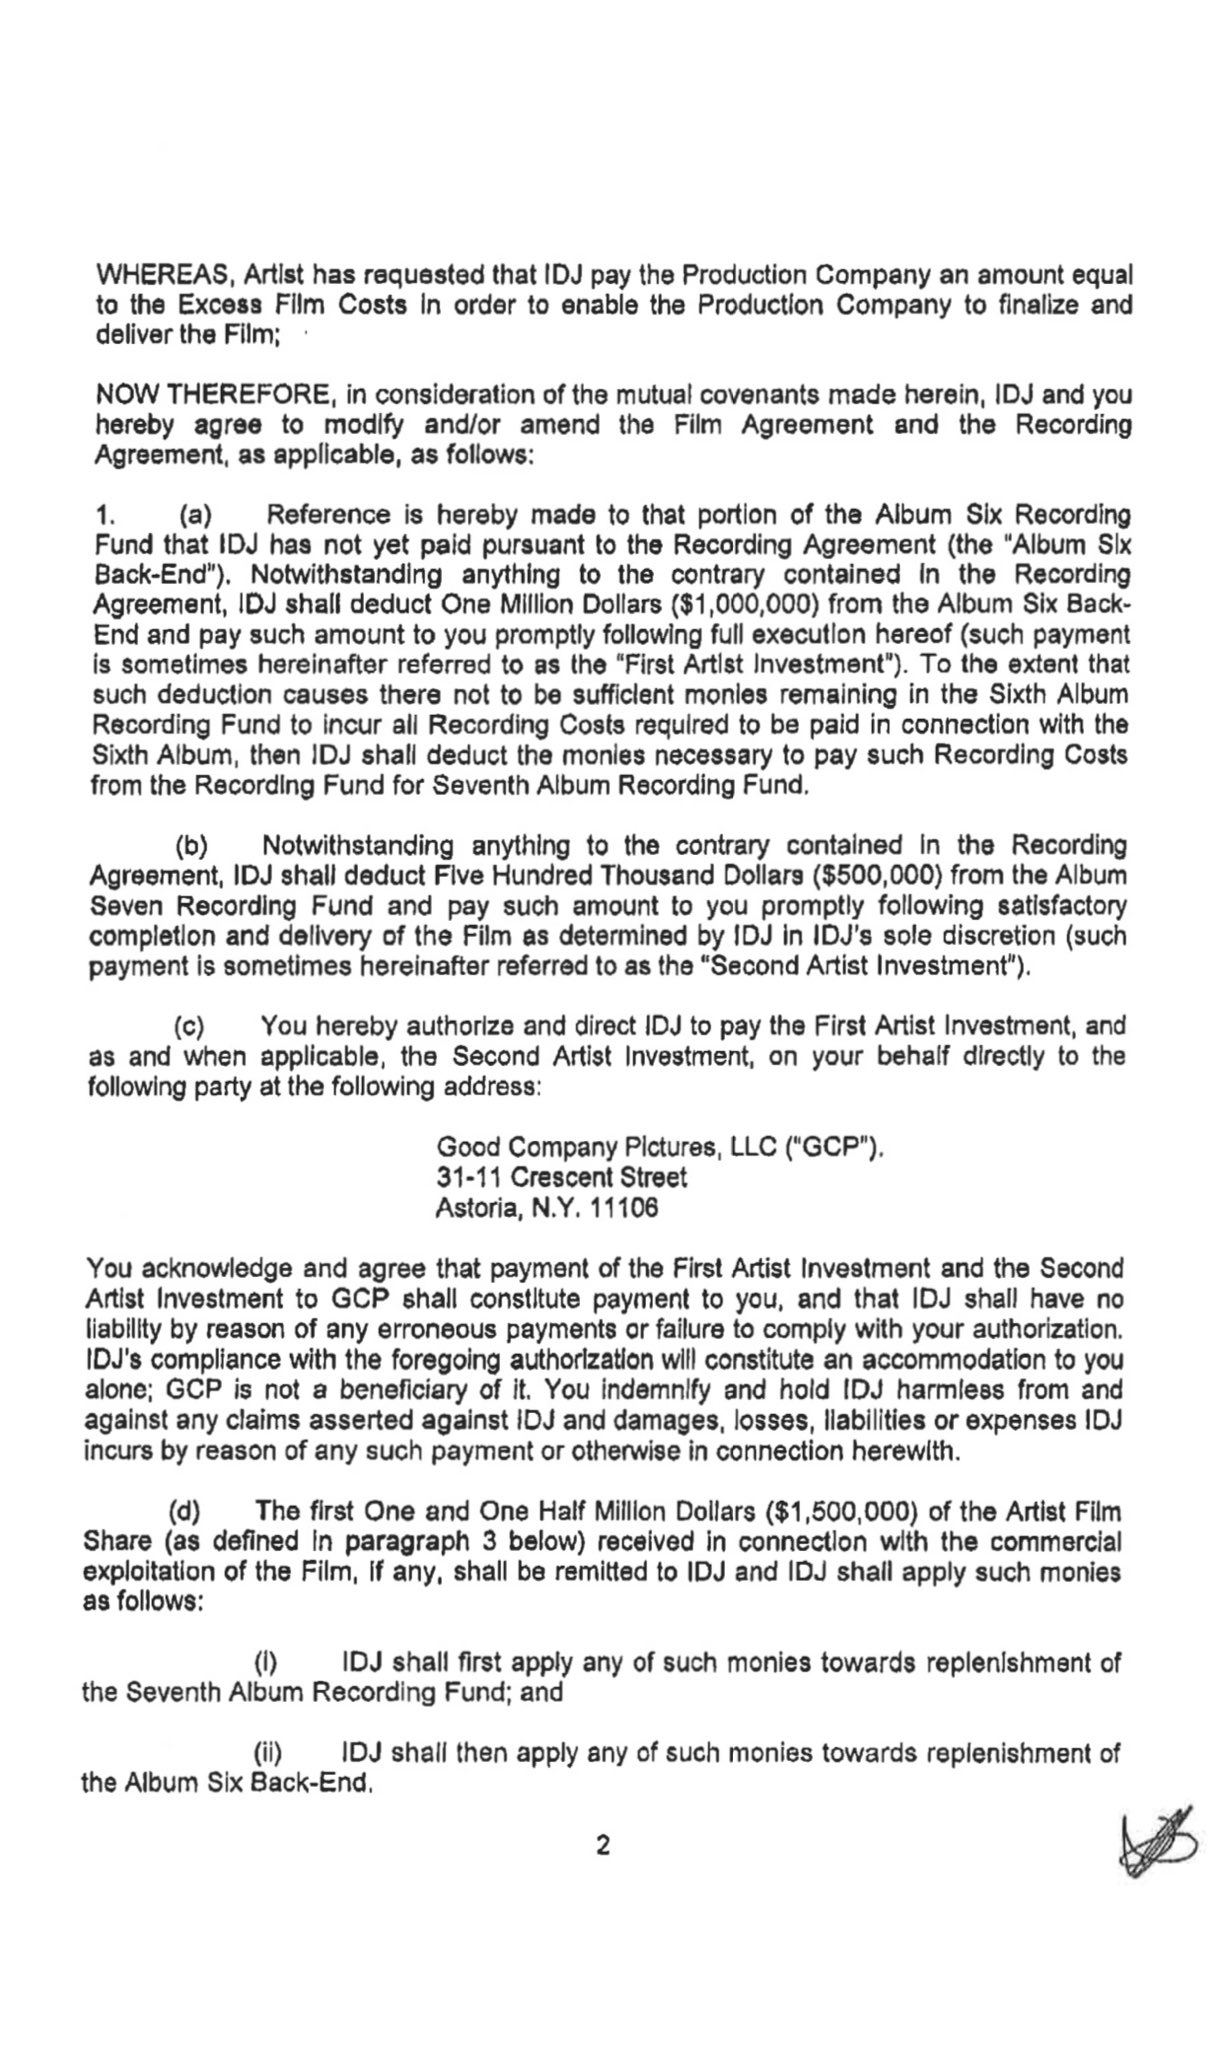 WHEREAS, Artist has requested that IDJ pay the Production Company an amount equal
to the Excess Film Costs in order to enable the Production Company to finalize and
deliver the Film;
NOW THEREFORE, in consideration of the mutual covenants made herein, IDJ and you
hereby agree to modify and/or amend the Film Agreement and the Recording
Agreement, as applicable, as follows:
1. (a) Reference is hereby made to that portion of the Album Six Recording
Fund that IDJ has not yet paid pursuant to the Recording Agreement (the "Album Six
Back-End"). Notwithstanding anything to the contrary contained in the Recording
Agreement, IDJ shall deduct One Million Dollars ($1,000,000) from the Album Six Back-
End and pay such amount to you promptly following full execution hereof (such payment
is sometimes hereinafter referred to as the "First Artist Investment"). To the extent that
such deduction causes there not to be sufficient monies remaining in the Sixth Album
Recording Fund to incur all Recording Costs required to be paid in connection with the
Sixth Album, then IDJ shall deduct the monies necessary to pay such Recording Costs
from the Recording Fund for Seventh Album Recording Fund.
(b) Notwithstanding anything to the contrary contained in the Recording
Agreement, IDJ shall deduct Five Hundred Thousand Dollars ($500,000) from the Album
Seven Recording Fund and pay such amount to you promptly following satisfactory
completion and delivery of the Film as determined by IDJ in IDJ's sole discretion (such
payment is sometimes hereinafter referred to as the "Second Artist Investment").
(c) You hereby authorize and direct IDJ to pay the First Artist Investment, and
as and when applicable, the Second Artist Investment, on your behalf directly to the
following party at the following address:
Good Company Pictures, LLC ("GCP").
31-11 Crescent Street
Astoria, N.Y. 11106
You acknowledge and agree that payment of the First Artist Investment and the Second
Artist Investment to GCP shall constitute payment to you, and that IDJ shall have no
liability by reason of any erroneous payments or failure to comply with your authorization.
IDJ's compliance with the foregoing authorization will constitute an accommodation to you
alone; GCP is not a beneficiary of it. You indemnify and hold IDJ harmless from and
against any claims asserted against IDJ and damages, losses, liabilities or expenses IDJ
incurs by reason of any such payment or otherwise in connection herewith.
(d) The first One and One Half Million Dollars ($1,500,000) of the Artist Film
Share (as defined in paragraph 3 below) received in connection with the commercial
exploitation of the Film, if any, shall be remitted to IDJ and IDJ shall apply such monies
as follows:
(i) IDJ shall first apply any of such monies towards replenishment of
the Seventh Album Recording Fund; and
(ii) IDJ shall then apply any of such monies towards replenishment of
the Album Six Back-End.
2